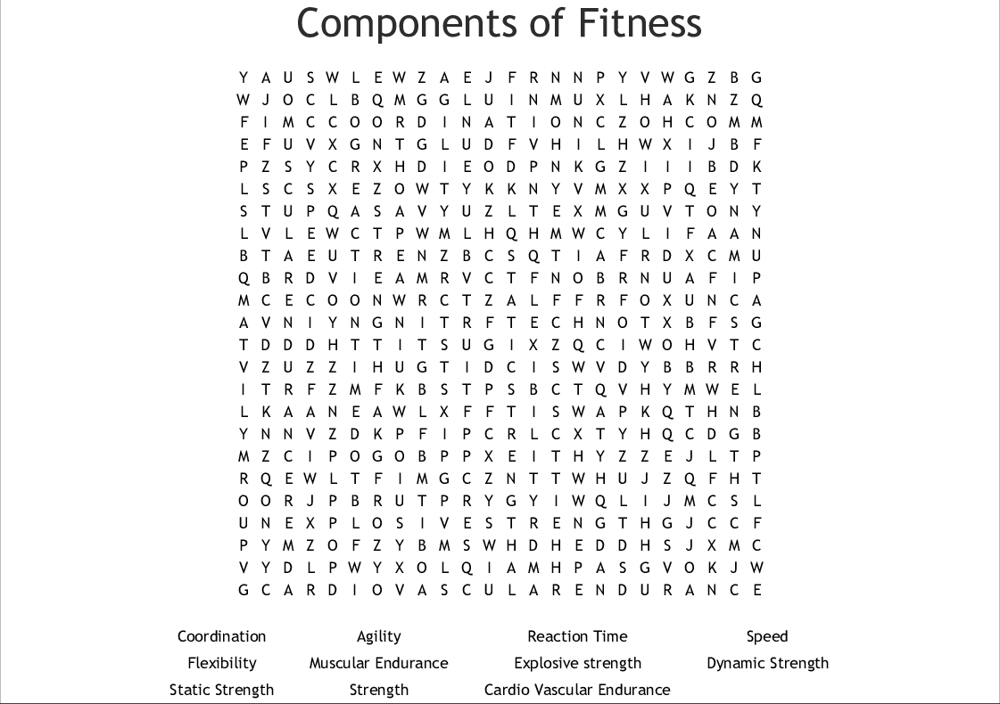 Components of Fitness
Y A U S W L E W Z A E J F R N N P Y V W G Z B G
W J O C L B Q M G G L U I N M U X L H A K N Z Q
F I M C C O O R D I N A T I O N C Z O H C O M M
E F U V X G N T G L U D F V H I L H W X I J B F
P Z S Y C R X H D I E O D P N K G Z I I I B D K
L S C S X E Z O W T Y K K N Y V M X X P Q E Y T
S T U P Q A S A V Y U Z L T E X M G U V T O N Y
L V L E W C T P W M L H Q H M W C Y L I F A A N
B T A E U T R E N Z B C S Q T I A F R D X C M U
Q B R D V I E A M R V C T F N O B R N U A F I P
M C E C O O N W R C T Z A L F F R F O X U N C A
A V N I Y N G N I T R F T E C H N O T X B F S G
T D D D H T T I T S U G I X Z Q C I W O H V T C
V Z U Z Z I H U G T I D C I S W V D Y B B R R H
I T R F Z M F K B S T P S B C T Q V H Y M W E L
L K A A N E A W L X F F T I S W A P K Q T H N B
Y N N V Z D K P F I P C R L C X T Y H Q C D G B
M Z C I P O G O B P P X E I T H Y Z Z E J L T P
R Q E W L T F I M G C Z N T T W H U J Z Q F H T
O O R J P B R U T P R Y G Y I W Q L I J M C S L
U N E X P L O S I V E S T R E N G T H G J C C F
P Y M Z O F Z Y B M S W H D H E D D H S J X M C
V Y D L P W Y X O L Q I A M H P A S G V O K J W
G C A R D I O V A S C U L A R E N D U R A N C E
Coordination Agility Reaction Time Speed
Flexibility Muscular Endurance Explosive strength Dynamic Strength
Static Strength Strength Cardio Vascular Endurance